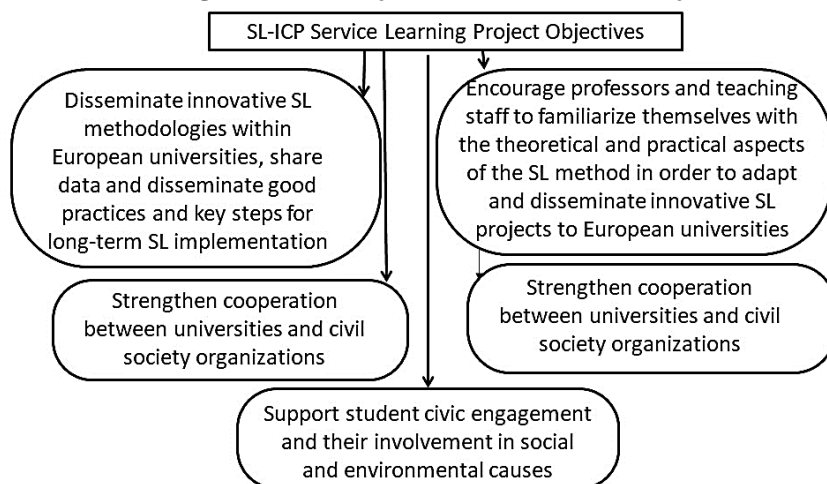 SL-ICP Service Learning Project Objectives
Disseminate innovative SL
methodologies within
European universities, share
data and disseminate good
practices and key steps for
long-term SL implementation
Encourage professors and teaching
staff to familiarize themselves with
the theoretical and practical aspects
of the SL method in order to adapt
and disseminate innovative SL
projects to European universities
Strengthen cooperation
between universities and civil
society organizations
Strengthen cooperation
between universities and civil
society organizations
Support student civic engagement
and their involvement in social
and environmental causes